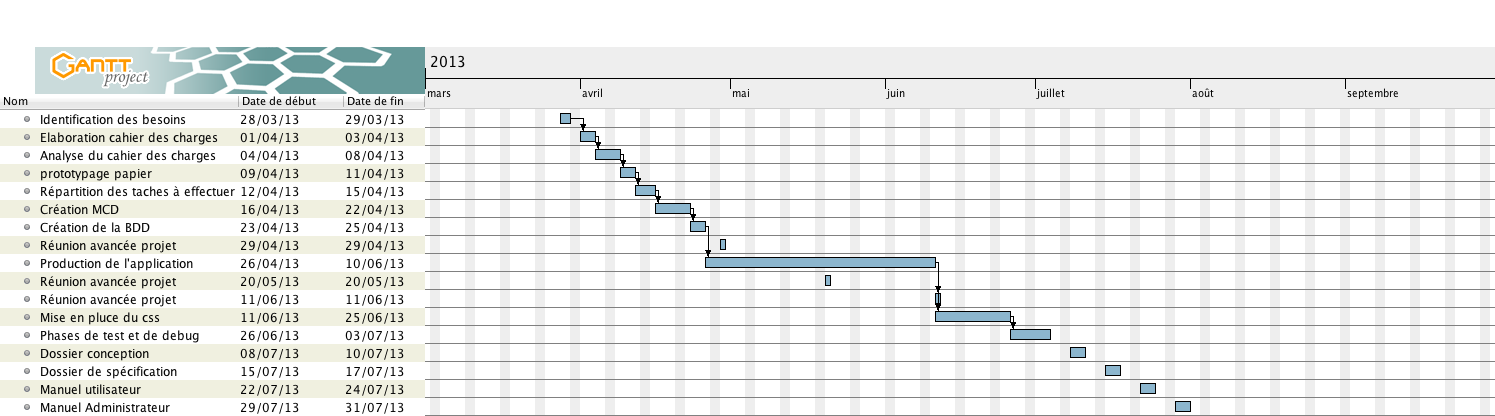 GANTT
project
2013
mars avril mai juin juillet août septembre
Nom Date de début Date de fin
Identification des besoins 28/03/13 29/03/13
Elaboration cahier des charges 01/04/13 03/04/13
Analyse du cahier des charges 04/04/13 08/04/13
prototypage papier 09/04/13 11/04/13
Répartition des taches à effectuer 12/04/13 15/04/13
Création MCD 16/04/13 22/04/13
Création de la BDD 23/04/13 25/04/13
Réunion avancée projet 29/04/13 29/04/13
Production de l'application 26/04/13 10/06/13
Réunion avancée projet 20/05/13 20/05/13
Réunion avancée projet 11/06/13 11/06/13
Mise en pluce du css 11/06/13 25/06/13
Phases de test et de debug 26/06/13 03/07/13
Dossier conception 08/07/13 10/07/13
Dossier de spécification 15/07/13 17/07/13
Manuel utilisateur 22/07/13 24/07/13
Manuel Administrateur 29/07/13 31/07/13